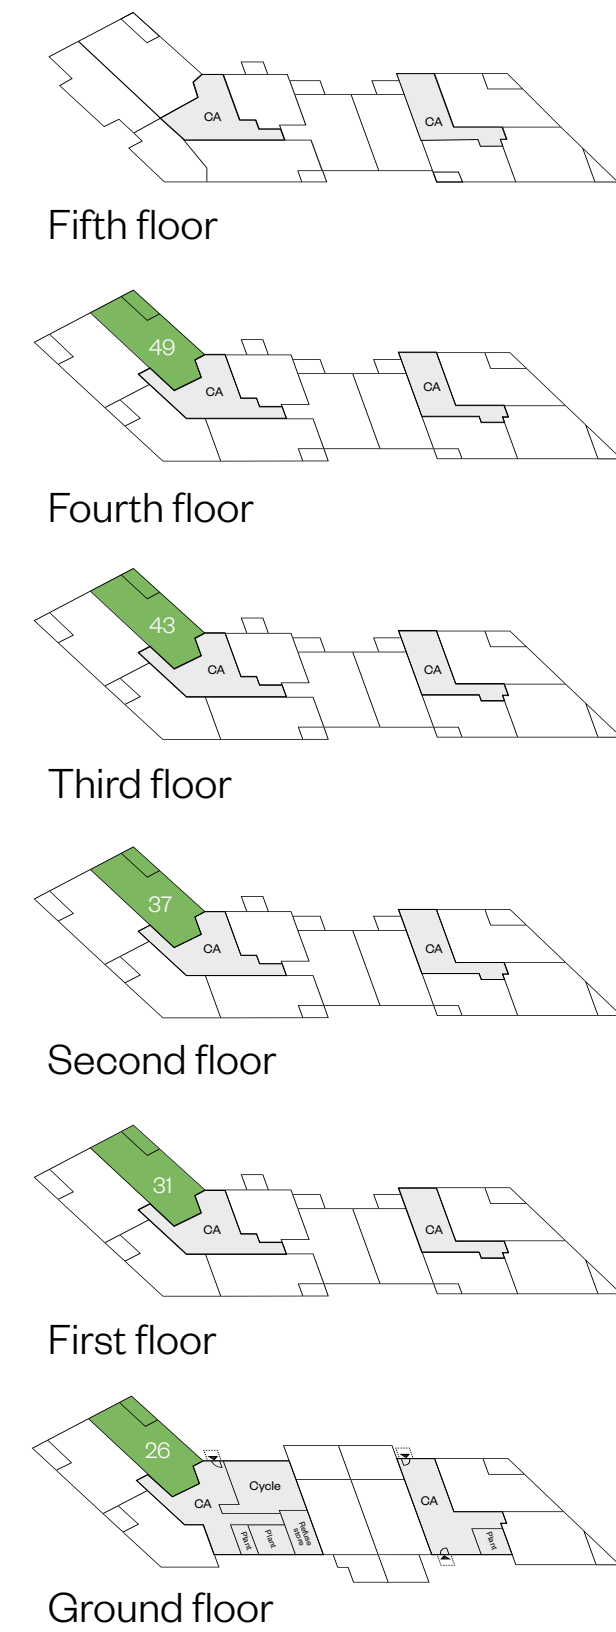 CA
CA
Fifth floor
49
CA
CA
Fourth floor
43
CA
CA
Third floor
37
CA
CA
Second floor
31
CA
CA
First floor
26
CA
Cycle
Plant
Plant
Refuse
store
CA
Plant
Ground floor